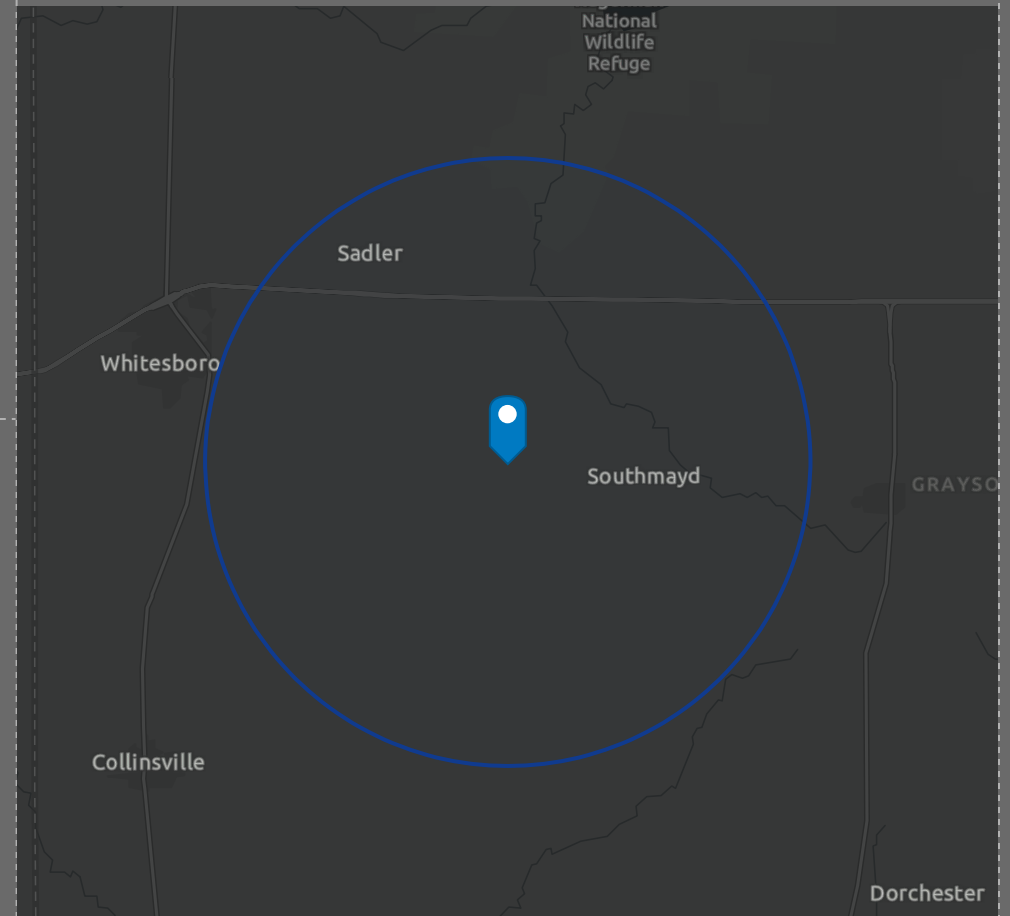 National
Wildlife
Refuge
Sadler
Whitesboro
Southmayd
GRAYSO
Collinsville
Dorchester